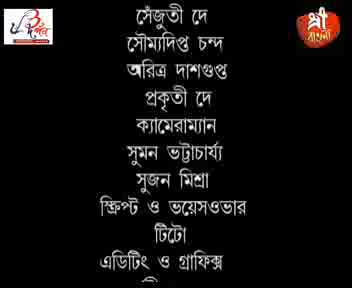 সেঁজুতী দে
সৌম্যদিপ্ত চন্দ
অরিত্র দাশগুপ্ত
প্রকৃতী দে
ক্যামেরাম্যান
সুমন ভট্টাচার্য্য
সুজন মিশ্রা
স্ক্রিপ্ট ও ভয়েসওভার
টিটো
এডিটিং ও গ্রাফিক্স
শ্রী
বাংলা